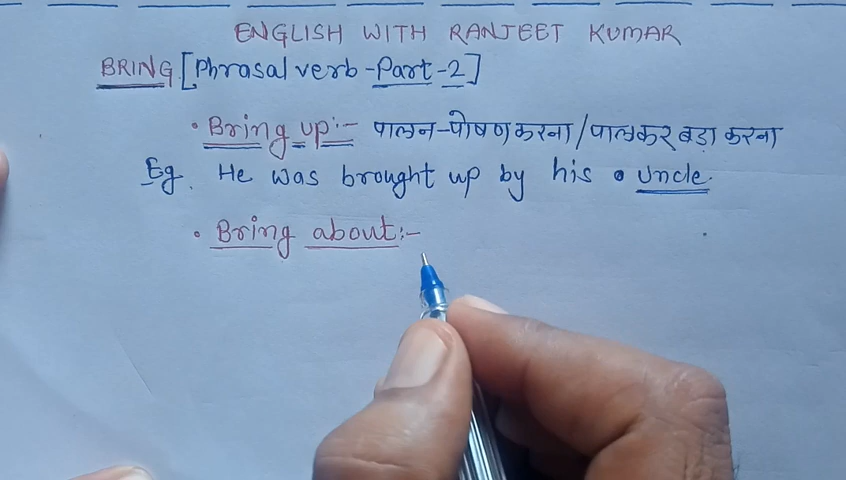 ENGLISH WITH RANJEET KUMAR
BRING [Phrasal verb-Part-2]
• Bring up:- पालन-पोषण करना/पालकर बड़ा करना
Eg. He was brought up by his uncle.
• Bring about:-